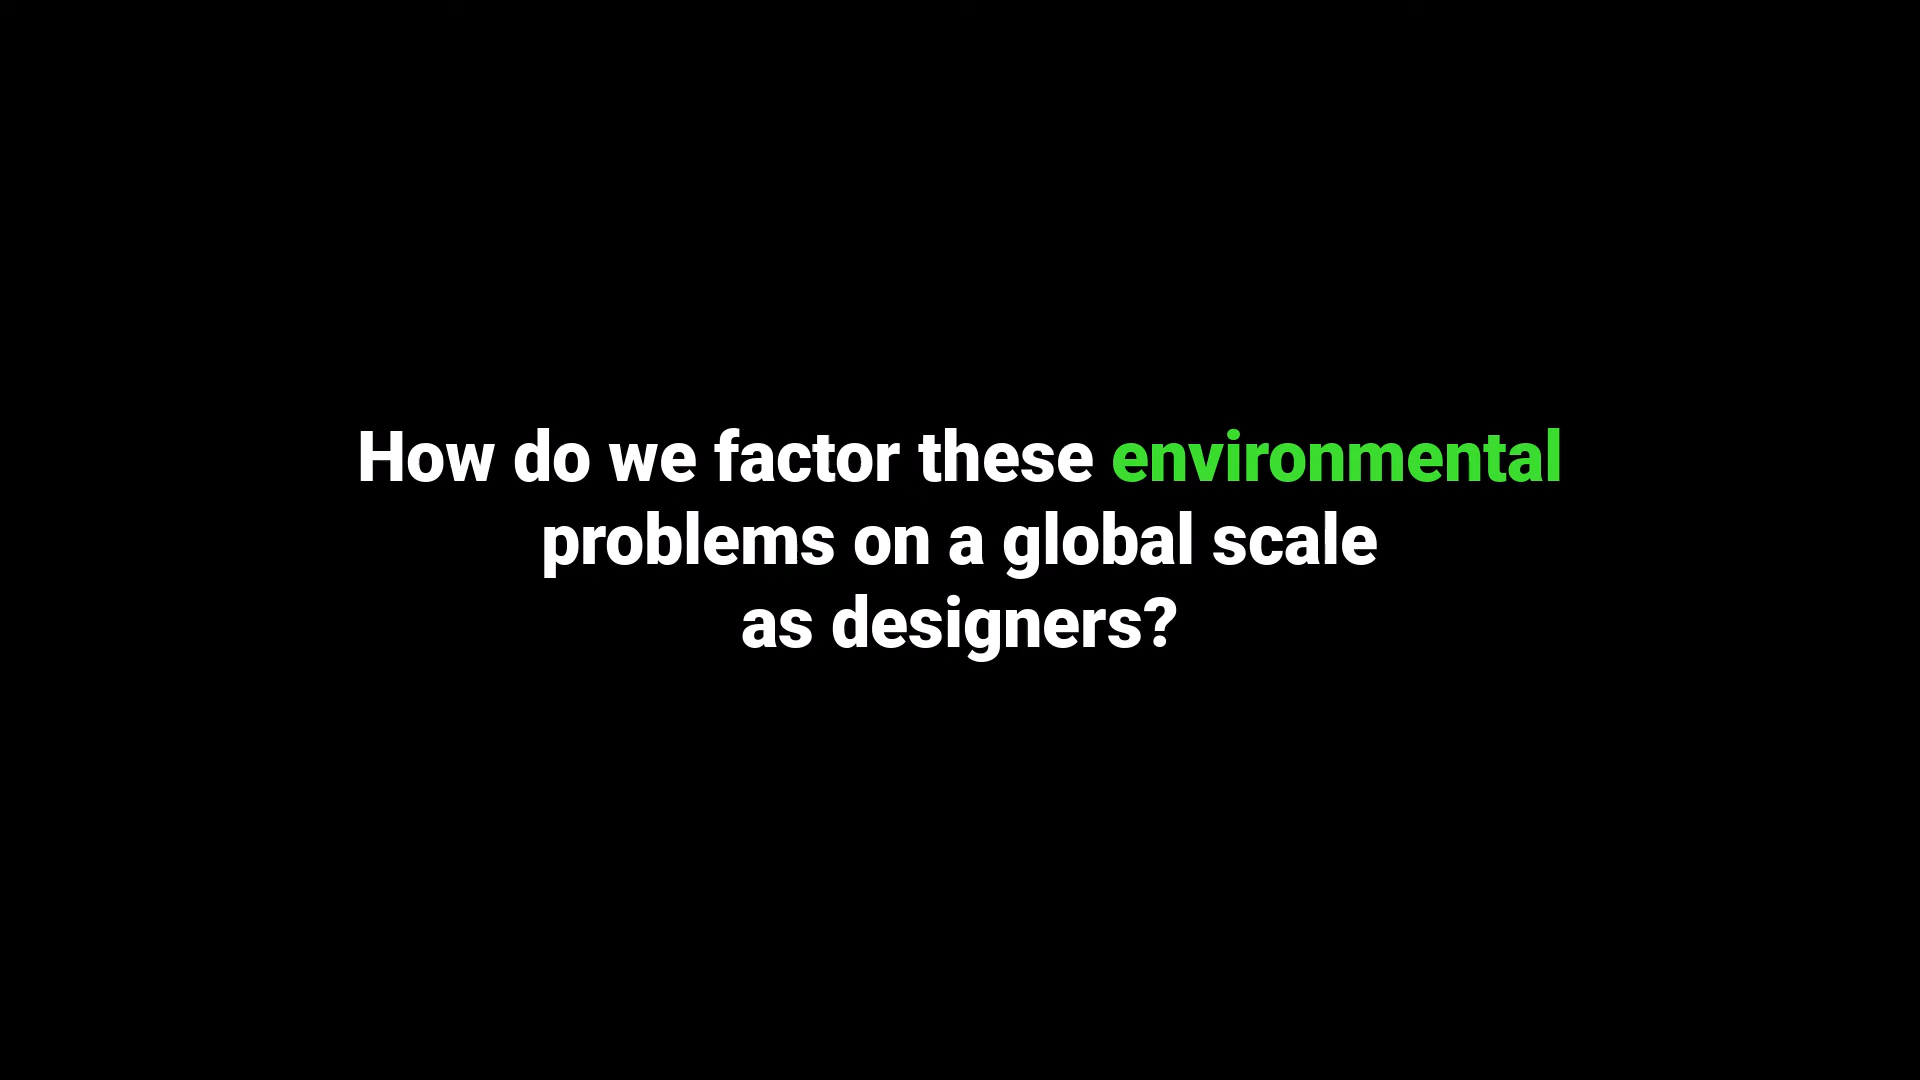 How do we factor these environmental
problems on a global scale
as designers?